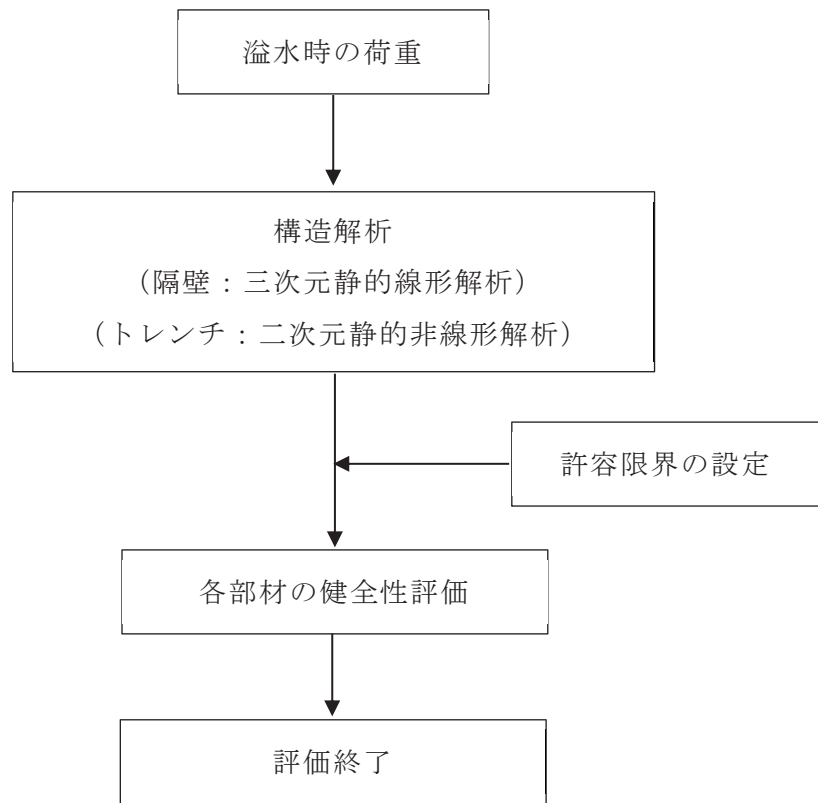 溢水時の荷重
構造解析
（隔壁：三次元静的線形解析）
（トレンチ：二次元静的非線形解析）
許容限界の設定
各部材の健全性評価
評価終了